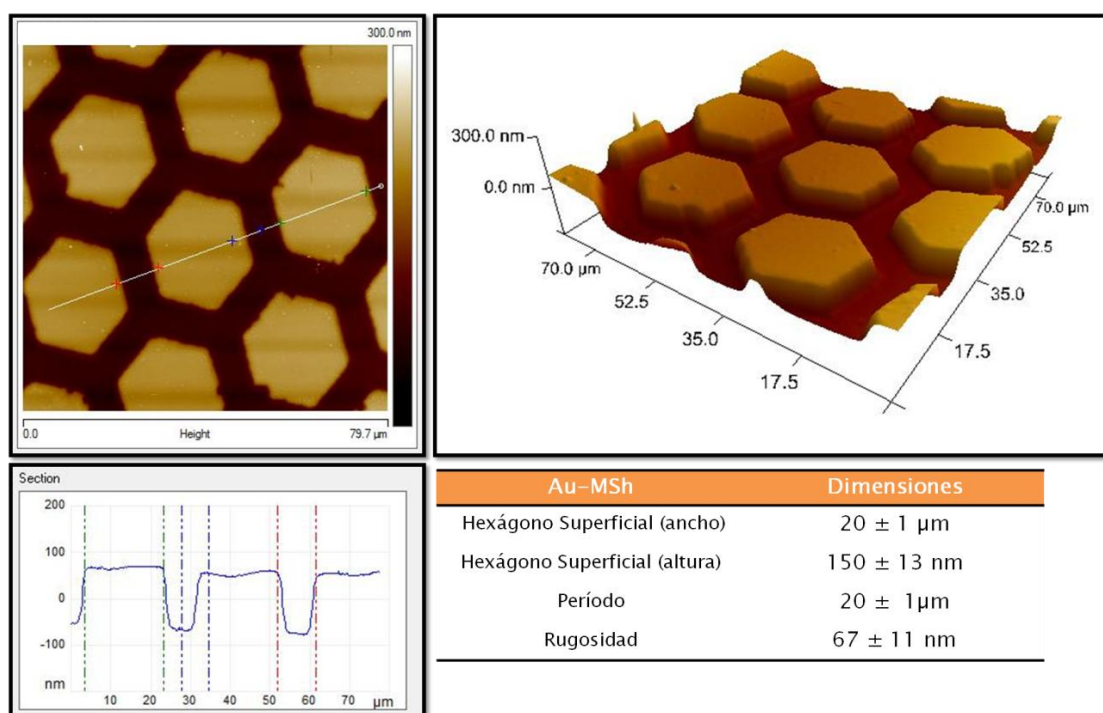 300.0 nm
0.0
Height
79.7 µm
300.0 nm
0.0 nm
70.0 µm
52.5
35.0
17.5
70.0 µm
52.5
35.0
17.5
Section
200
100
0
-100
nm
10
20
30
40
50
60
70
µm
Au-MSh Dimensiones
Hexágono Superficial (ancho) 20 ± 1 µm
Hexágono Superficial (altura) 150 ± 13 nm
Período 20 ± 1µm
Rugosidad 67 ± 11 nm